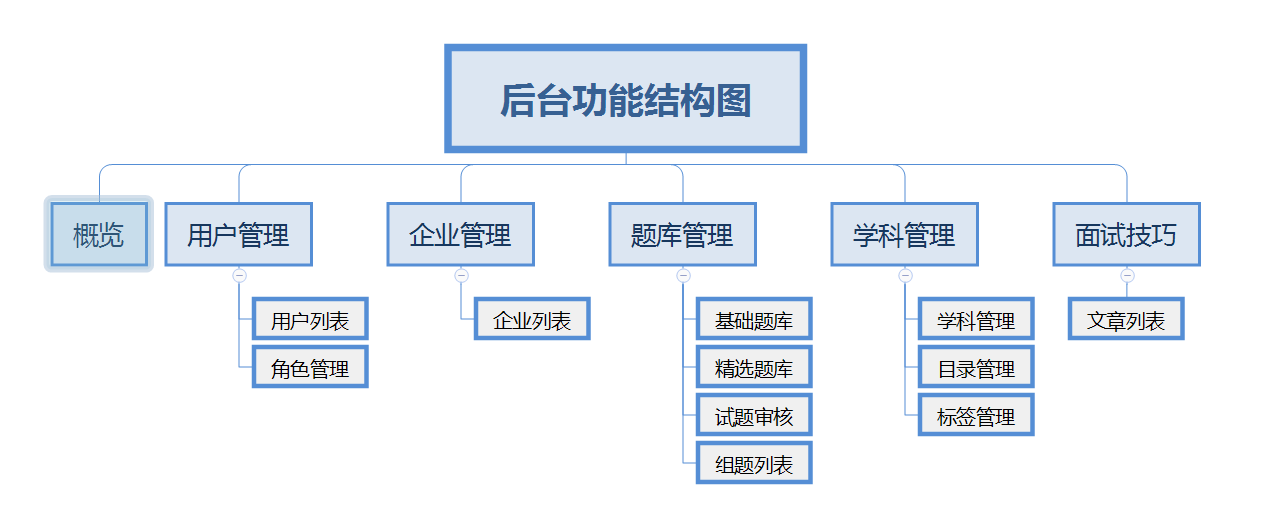 后台功能结构图
概览
用户管理
企业管理
题库管理
学科管理
面试技巧
用户列表
角色管理
企业列表
基础题库
精选题库
试题审核
组题列表
学科管理
目录管理
标签管理
文章列表